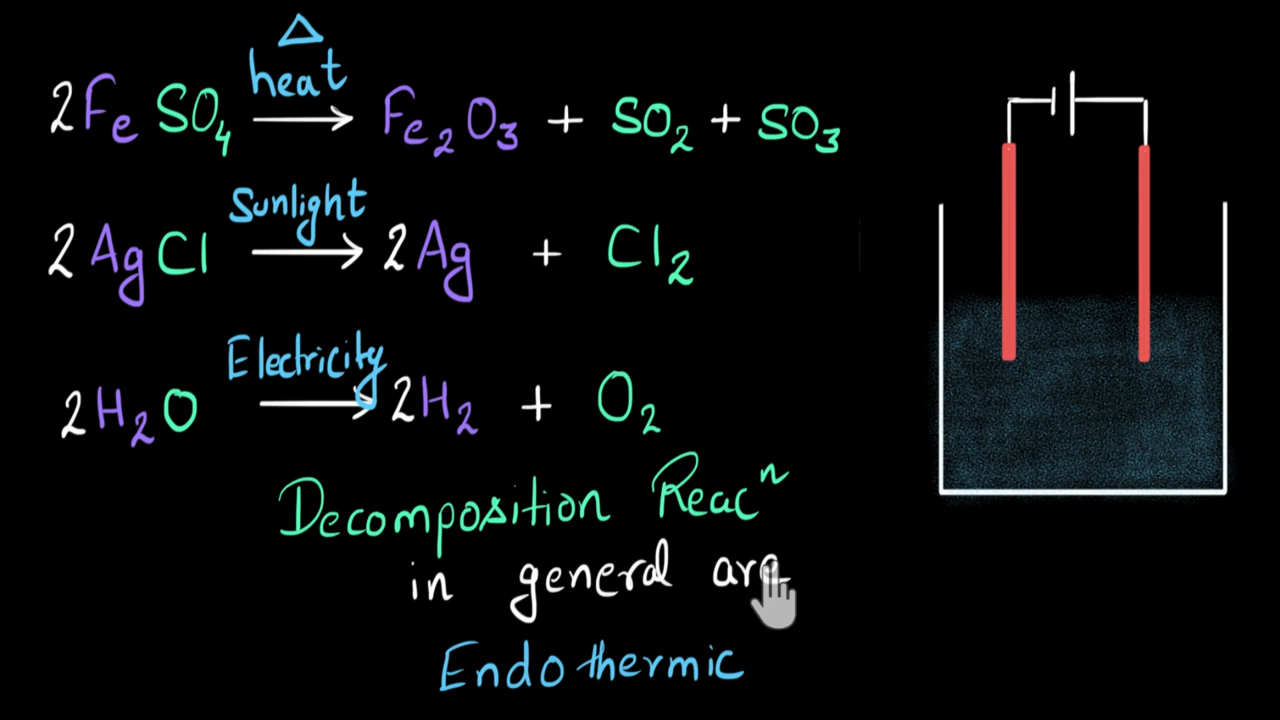 Δ
heat
2FeSO₄ → Fe₂O₃ + SO₂ + SO₃
Sunlight
2AgCl → 2Ag + Cl₂
Electricity
2H₂O → 2H₂ + O₂
Decomposition Reacⁿ
in general are
Endothermic